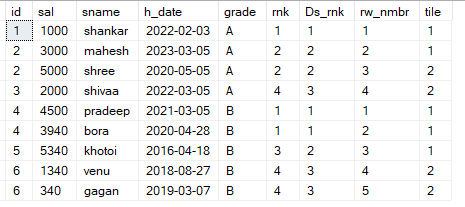 id sal sname h_date grade rnk Ds_rnk rw_nmbr tile
1 1000 shankar 2022-02-03 A 1 1 1 1
2 3000 mahesh 2023-03-05 A 2 2 2 1
2 5000 shree 2020-05-05 A 2 2 3 2
3 2000 shivaa 2022-03-05 A 4 3 4 2
4 4500 pradeep 2021-03-05 B 1 1 1 1
4 3940 bora 2020-04-28 B 1 1 2 1
5 5340 khotoi 2016-04-18 B 3 2 3 1
6 1340 venu 2018-08-27 B 4 3 4 2
6 340 gagan 2019-03-07 B 4 3 5 2